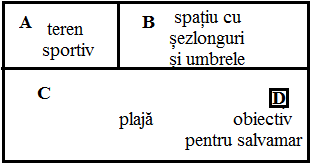 A
teren
sportiv
B
spațiu cu
șezlonguri
și umbrele
C
plajă
D
obiectiv
pentru salvamar